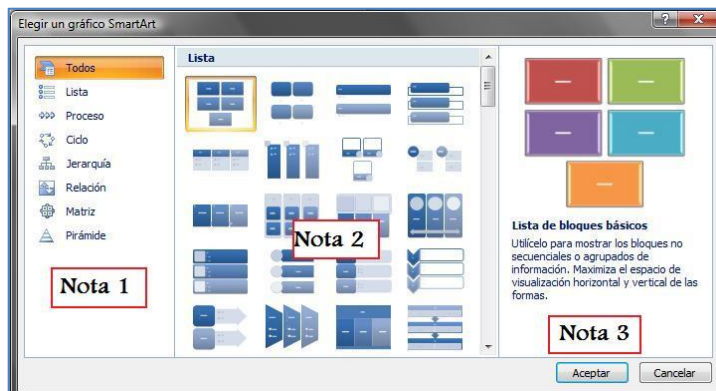 Elegir un gráfico SmartArt
Todos
Lista
Proceso
Ciclo
Jerarquía
Relación
Matriz
Pirámide
Nota 1
Lista
Nota 2
Lista de bloques básicos
Utilícelo para mostrar los bloques no
secuenciales o agrupados de
información. Maximiza el espacio de
visualización horizontal y vertical de las
formas.
Nota 3
Aceptar
Cancelar